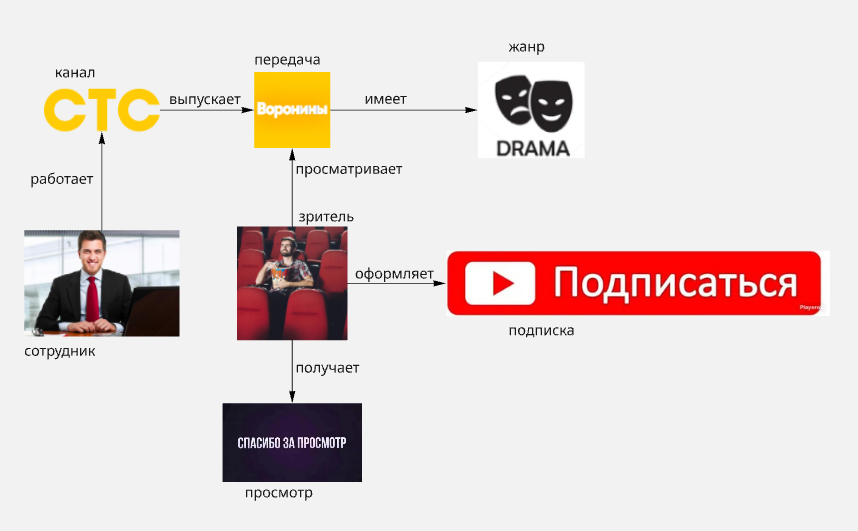 жанр
передача
канал
СТС
выпускает
Воронины
имеет
DRAMA
работает
просматривает
зритель
оформляет
Подписаться
подписка
сотрудник
получает
СПАСИБО ЗА ПРОСМОТР
просмотр